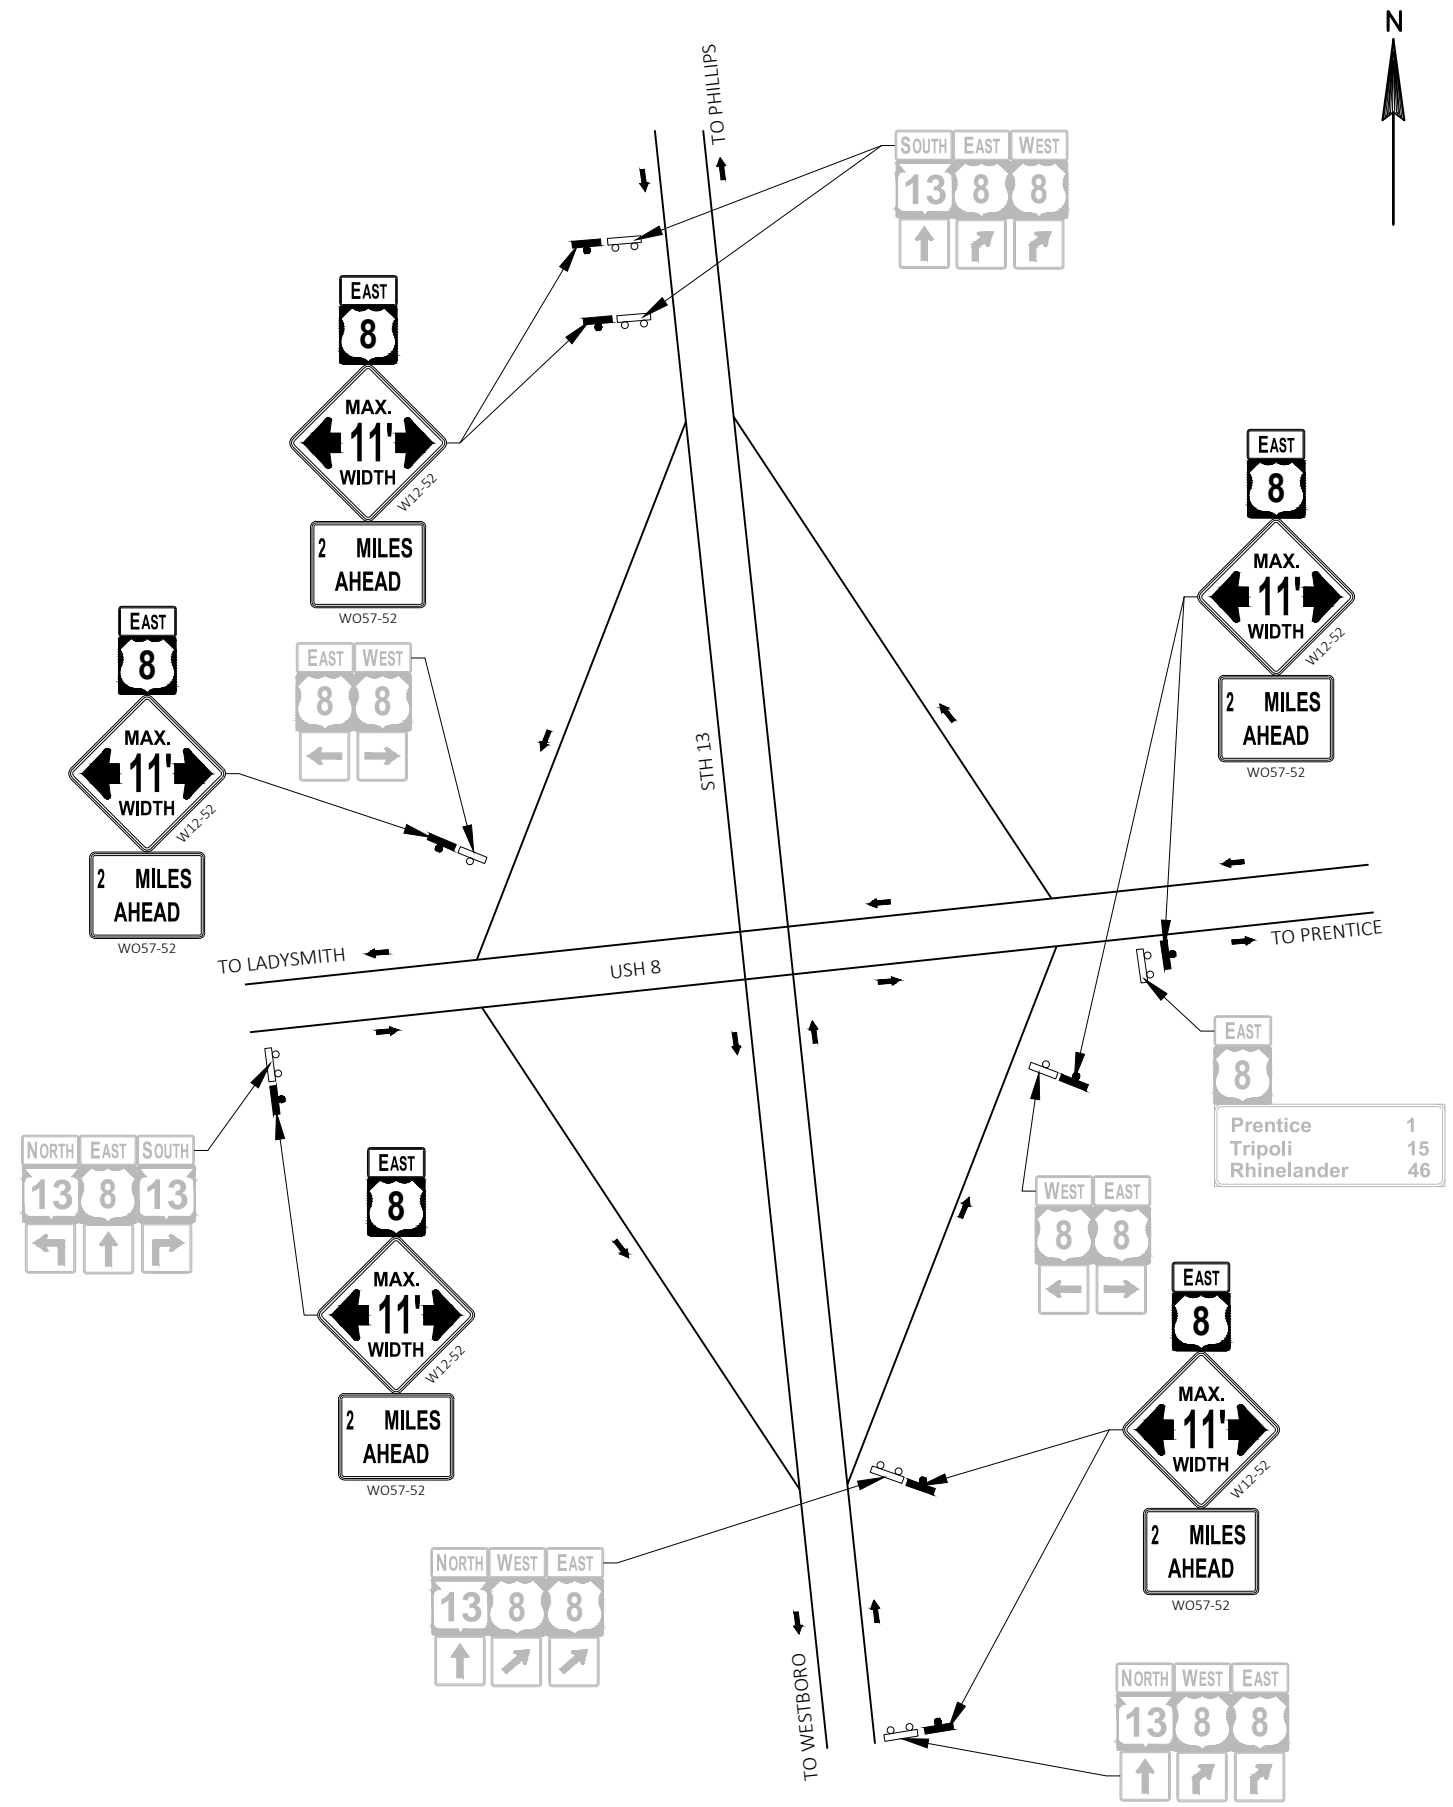 N
TO PHILLIPS
SOUTH EAST WEST
13 8 8
EAST
8
MAX.
11'
WIDTH
W12-52
2 MILES
AHEAD
WO57-52
EAST
8
MAX.
11'
WIDTH
W12-52
2 MILES
AHEAD
WO57-52
EAST
8
MAX.
11'
WIDTH
W12-52
2 MILES
AHEAD
WO57-52
EAST WEST
8 8
STH 13
TO LADYSMITH
USH 8
TO PRENTICE
EAST
8
Prentice 1
Tripoli 15
Rhinelander 46
NORTH EAST SOUTH
13 8 13
EAST
8
MAX.
11'
WIDTH
W12-52
2 MILES
AHEAD
WO57-52
WEST EAST
8 8
EAST
8
MAX.
11'
WIDTH
W12-52
2 MILES
AHEAD
WO57-52
NORTH WEST EAST
13 8 8
TO WESTBORO
NORTH WEST EAST
13 8 8